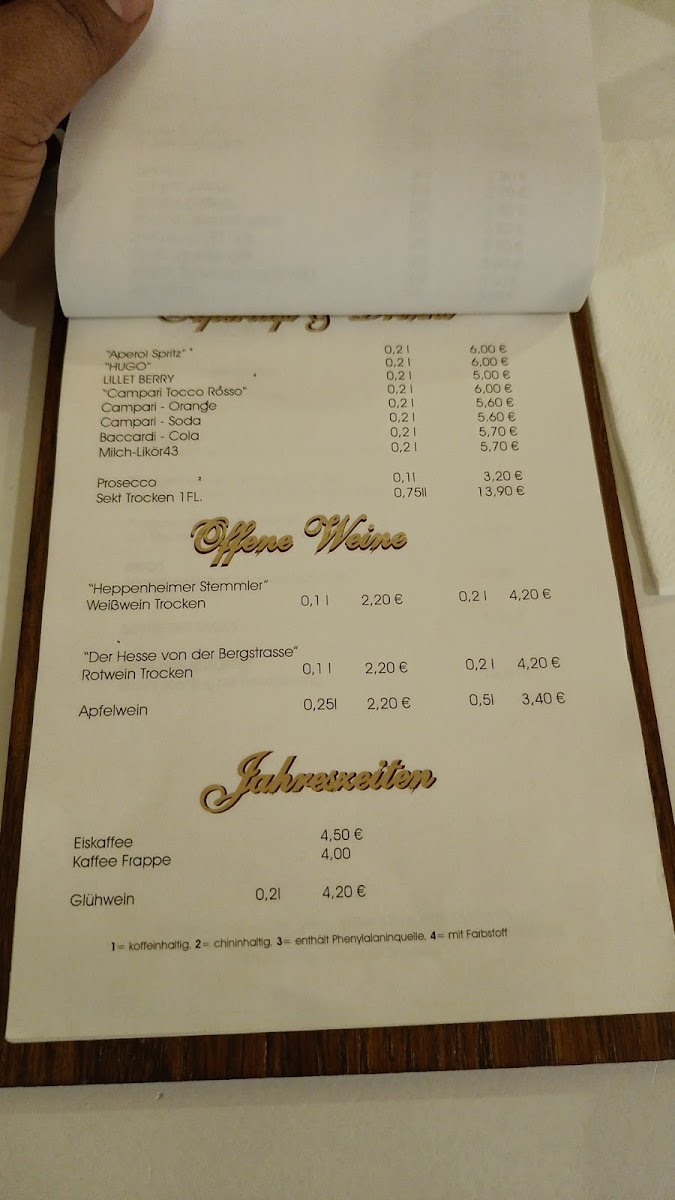 "Aperol Spritz" 0,2 l 6,00 €
"HUGO" 0,2 l 6,00 €
LILLET BERRY 0,2 l 5,00 €
"Campari Tocco Rosso" 0,2 l 6,00 €
Campari - Orange 0,2 l 5,60 €
Campari - Soda 0,2 l 5.60 €
Baccardi - Cola 0,2 l 5,70 €
Milch-Likör43 0,2 l 5,70 €
Prosecco ² 0,1l 3,20 €
Sekt Trocken 1FL. 0,75ll 13,90 €
Offene Weine
"Heppenheimer Stemmler"
Weißwein Trocken 0,1 l 2,20 € 0,2 l 4,20 €
"Der Hesse von der Bergstrasse"
Rotwein Trocken 0,1 l 2,20 € 0,2 l 4,20 €
Apfelwein 0,25l 2,20 € 0,5l 3,40 €
Jahreszeiten
Eiskaffee 4,50 €
Kaffee Frappe 4,00
Glühwein 0,2l 4,20 €
1= koffeinhaltig, 2= chininhaltig, 3= enthält Phenylalaninquelle, 4= mit Farbstoff